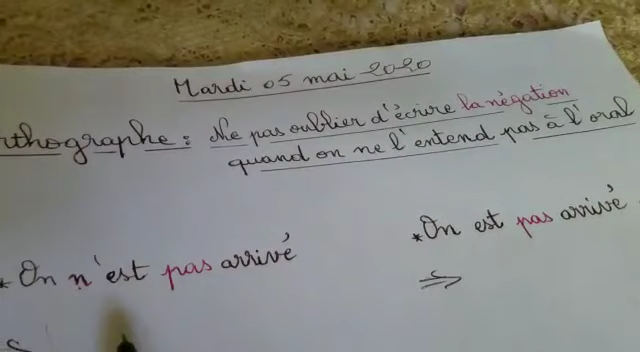 Mardi 05 mai 2020
rthographe : Ne pas oublier d'écrire la négation
quand on ne l'entend pas à l'oral
* On n'est pas arrivé
* On est pas arrivé.
⇒